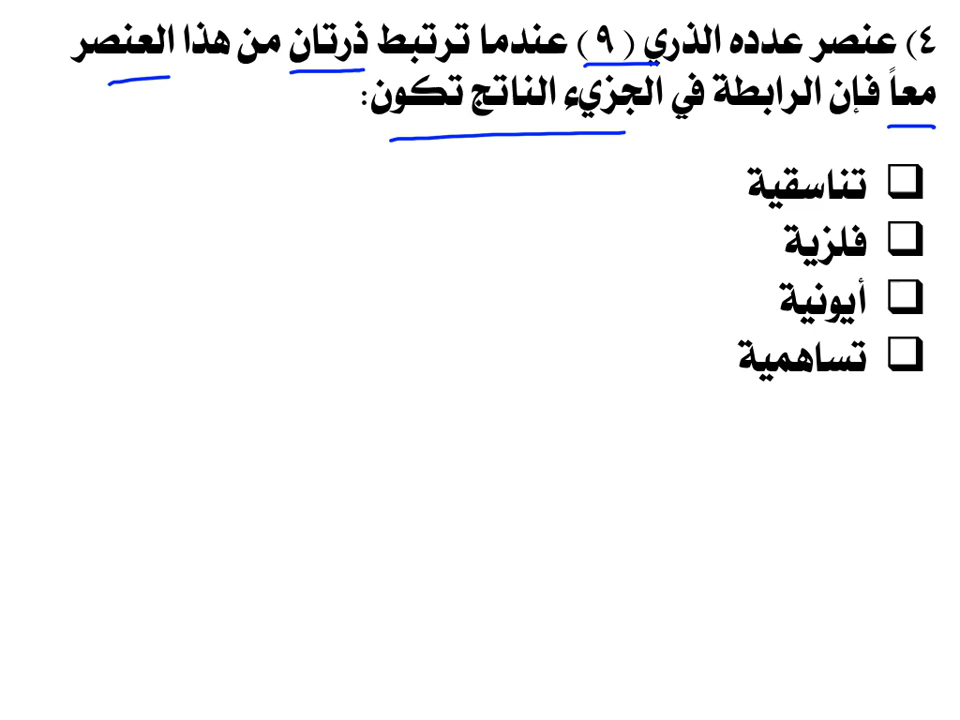 ٤) عنصر عدده الذري (٩) عندما ترتبط ذرتان من هذا العنصر
معاً فإن الرابطة في الجزيء الناتج تكون:
❑ تناسقية
❑ فلزية
❑ أيونية
❑ تساهمية